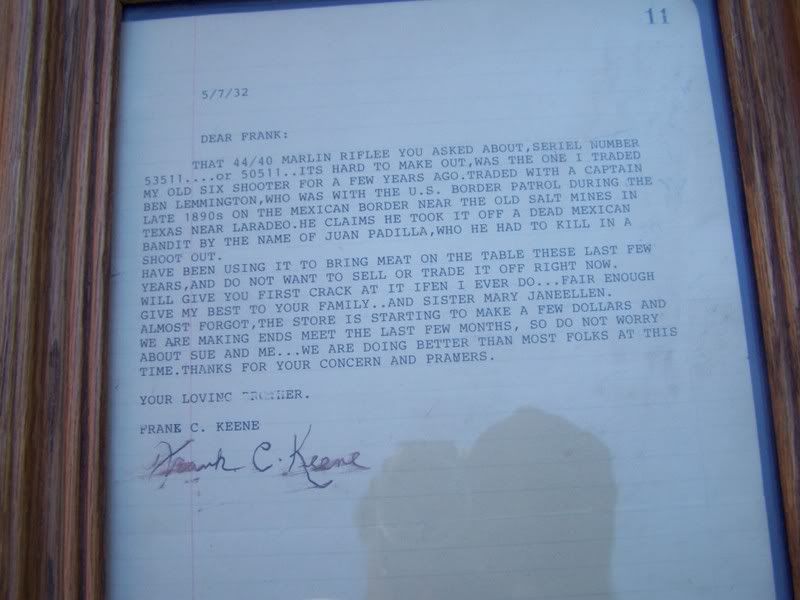 11
5/7/32
DEAR FRANK:
THAT 44/40 MARLIN RIFLEE YOU ASKED ABOUT,SERIEL NUMBER
53511....or 50511..ITS HARD TO MAKE OUT,WAS THE ONE I TRADED
MY OLD SIX SHOOTER FOR A FEW YEARS AGO.TRADED WITH A CAPTAIN
BEN LEMMINGTON,WHO WAS WITH THE U.S. BORDER PATROL DURING THE
LATE 1890s ON THE MEXICAN BORDER NEAR THE OLD SALT MINES IN
TEXAS NEAR LARADEO.HE CLAIMS HE TOOK IT OFF A DEAD MEXICAN
BANDIT BY THE NAME OF JUAN PADILLA,WHO HE HAD TO KILL IN A
SHOOT OUT.
HAVE BEEN USING IT TO BRING MEAT ON THE TABLE THESE LAST FEW
YEARS,AND DO NOT WANT TO SELL OR TRADE IT OFF RIGHT NOW.
WILL GIVE YOU FIRST CRACK AT IT IFEN I EVER DO...FAIR ENOUGH
GIVE MY BEST TO YOUR FAMILY..AND SISTER MARY JANEELLEN.
ALMOST FORGOT,THE STORE IS STARTING TO MAKE A FEW DOLLARS AND
WE ARE MAKING ENDS MEET THE LAST FEW MONTHS, SO DO NOT WORRY
ABOUT SUE AND ME...WE ARE DOING BETTER THAN MOST FOLKS AT THIS
TIME.THANKS FOR YOUR CONCERN AND PRAWERS.
YOUR LOVING BROTHER.
FRANK C. KEENE
Frank C. Keene